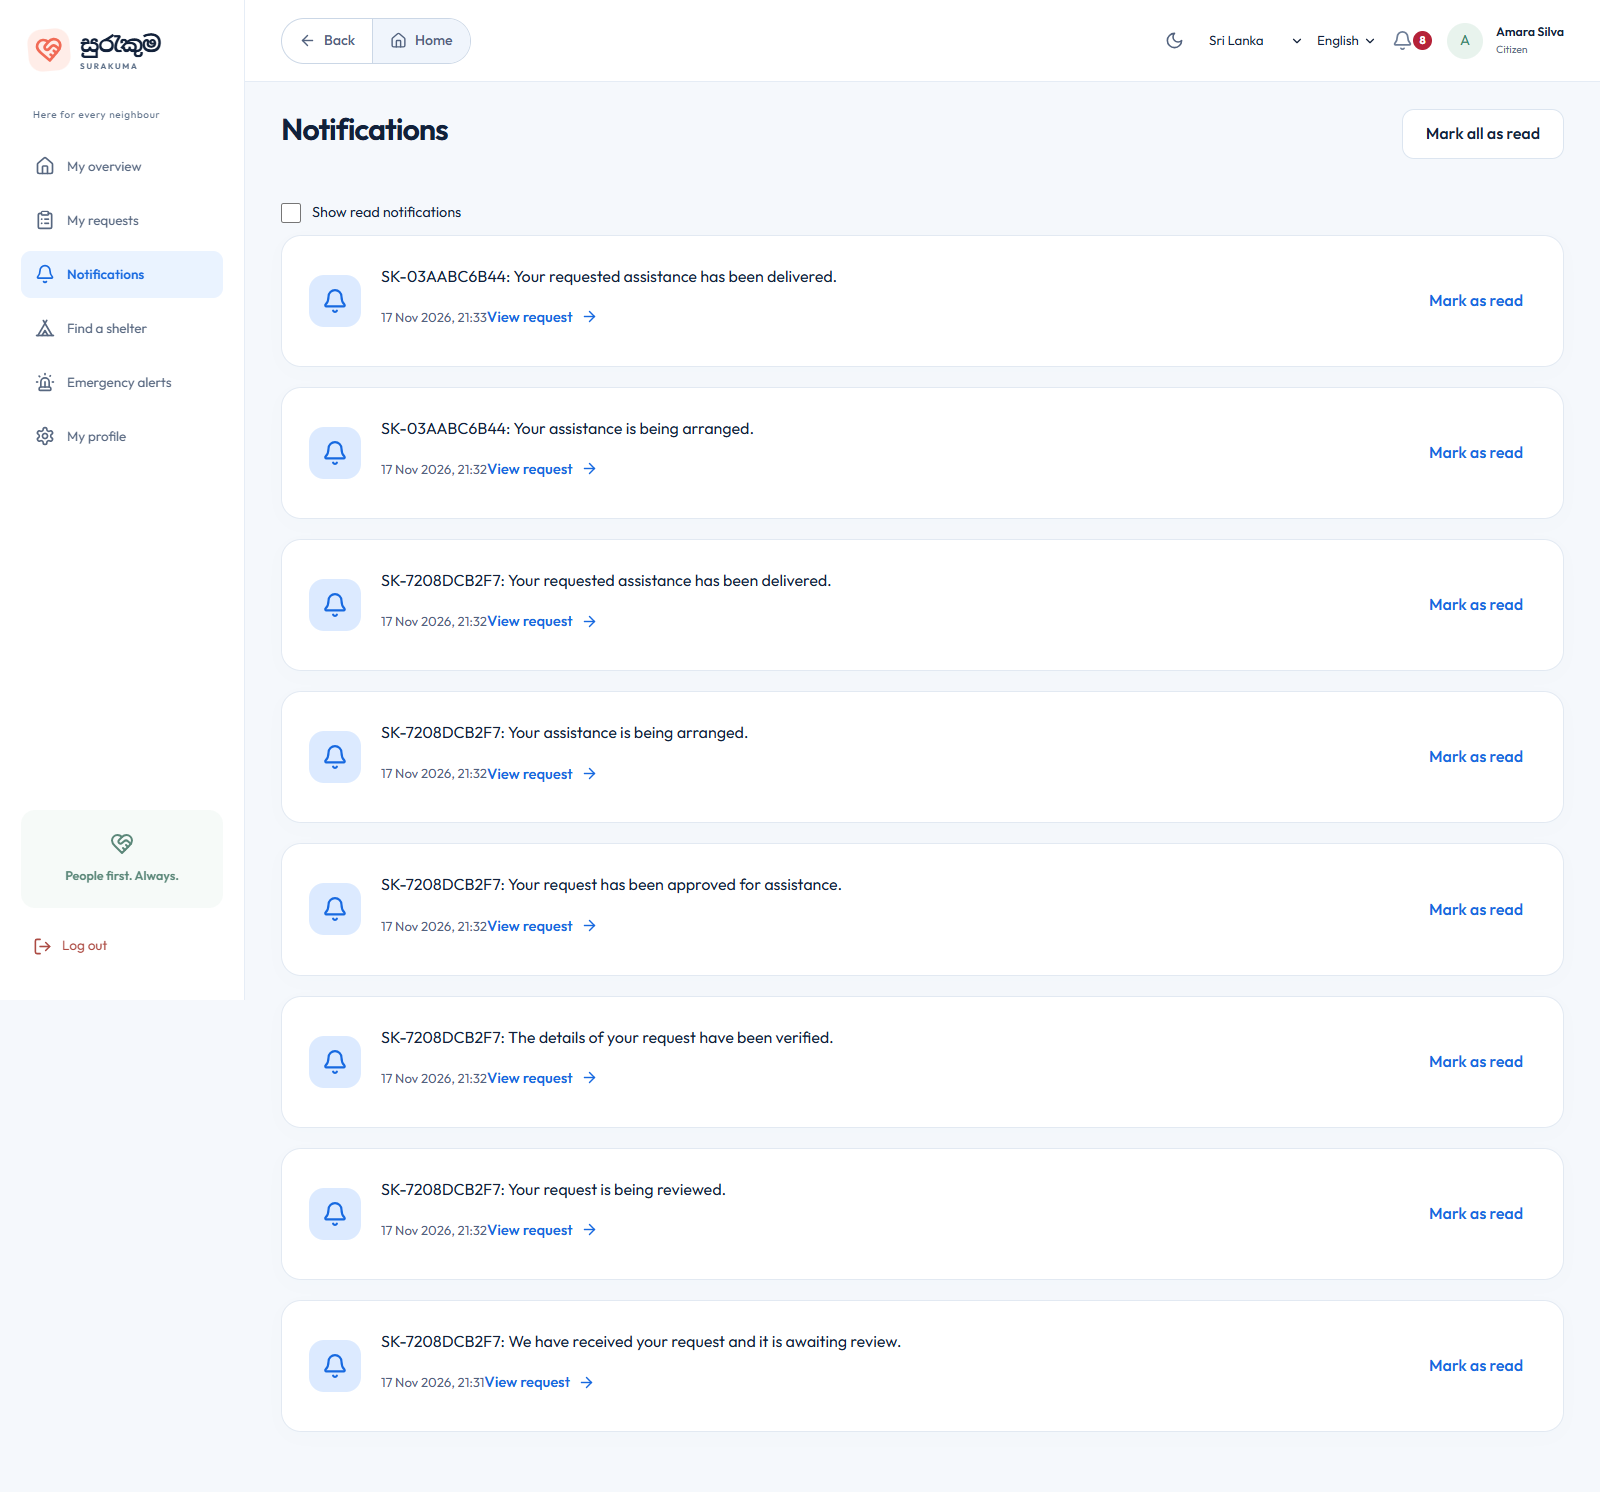 සුරැකුම
SURAKUMA
Here for every neighbour
My overview
My requests
Notifications
Find a shelter
Emergency alerts
My profile
People first. Always.
Log out
Back
Home
Sri Lanka
English
8
A
Amara Silva
Citizen
Notifications
Mark all as read
Show read notifications
SK-03AABC6B44: Your requested assistance has been delivered.
17 Nov 2026, 21:33View request
Mark as read
SK-03AABC6B44: Your assistance is being arranged.
17 Nov 2026, 21:32View request
Mark as read
SK-7208DCB2F7: Your requested assistance has been delivered.
17 Nov 2026, 21:32View request
Mark as read
SK-7208DCB2F7: Your assistance is being arranged.
17 Nov 2026, 21:32View request
Mark as read
SK-7208DCB2F7: Your request has been approved for assistance.
17 Nov 2026, 21:32View request
Mark as read
SK-7208DCB2F7: The details of your request have been verified.
17 Nov 2026, 21:32View request
Mark as read
SK-7208DCB2F7: Your request is being reviewed.
17 Nov 2026, 21:32View request
Mark as read
SK-7208DCB2F7: We have received your request and it is awaiting review.
17 Nov 2026, 21:31View request
Mark as read